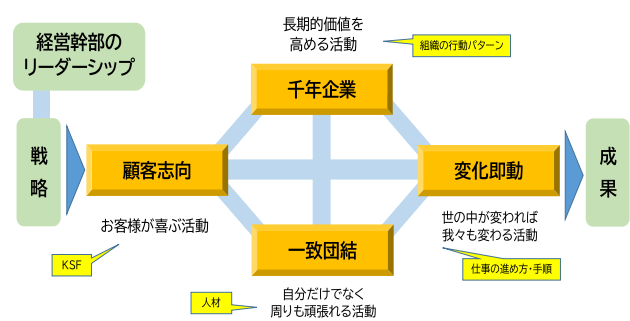 経営幹部の
リーダーシップ
戦
略
顧客志向
お客様が喜ぶ活動
KSF
長期的価値を
高める活動
組織の行動パターン
千年企業
一致団結
人材
自分だけでなく
周りも頑張れる活動
変化即動
世の中が変われば
我々も変わる活動
仕事の進め方・手順
成
果